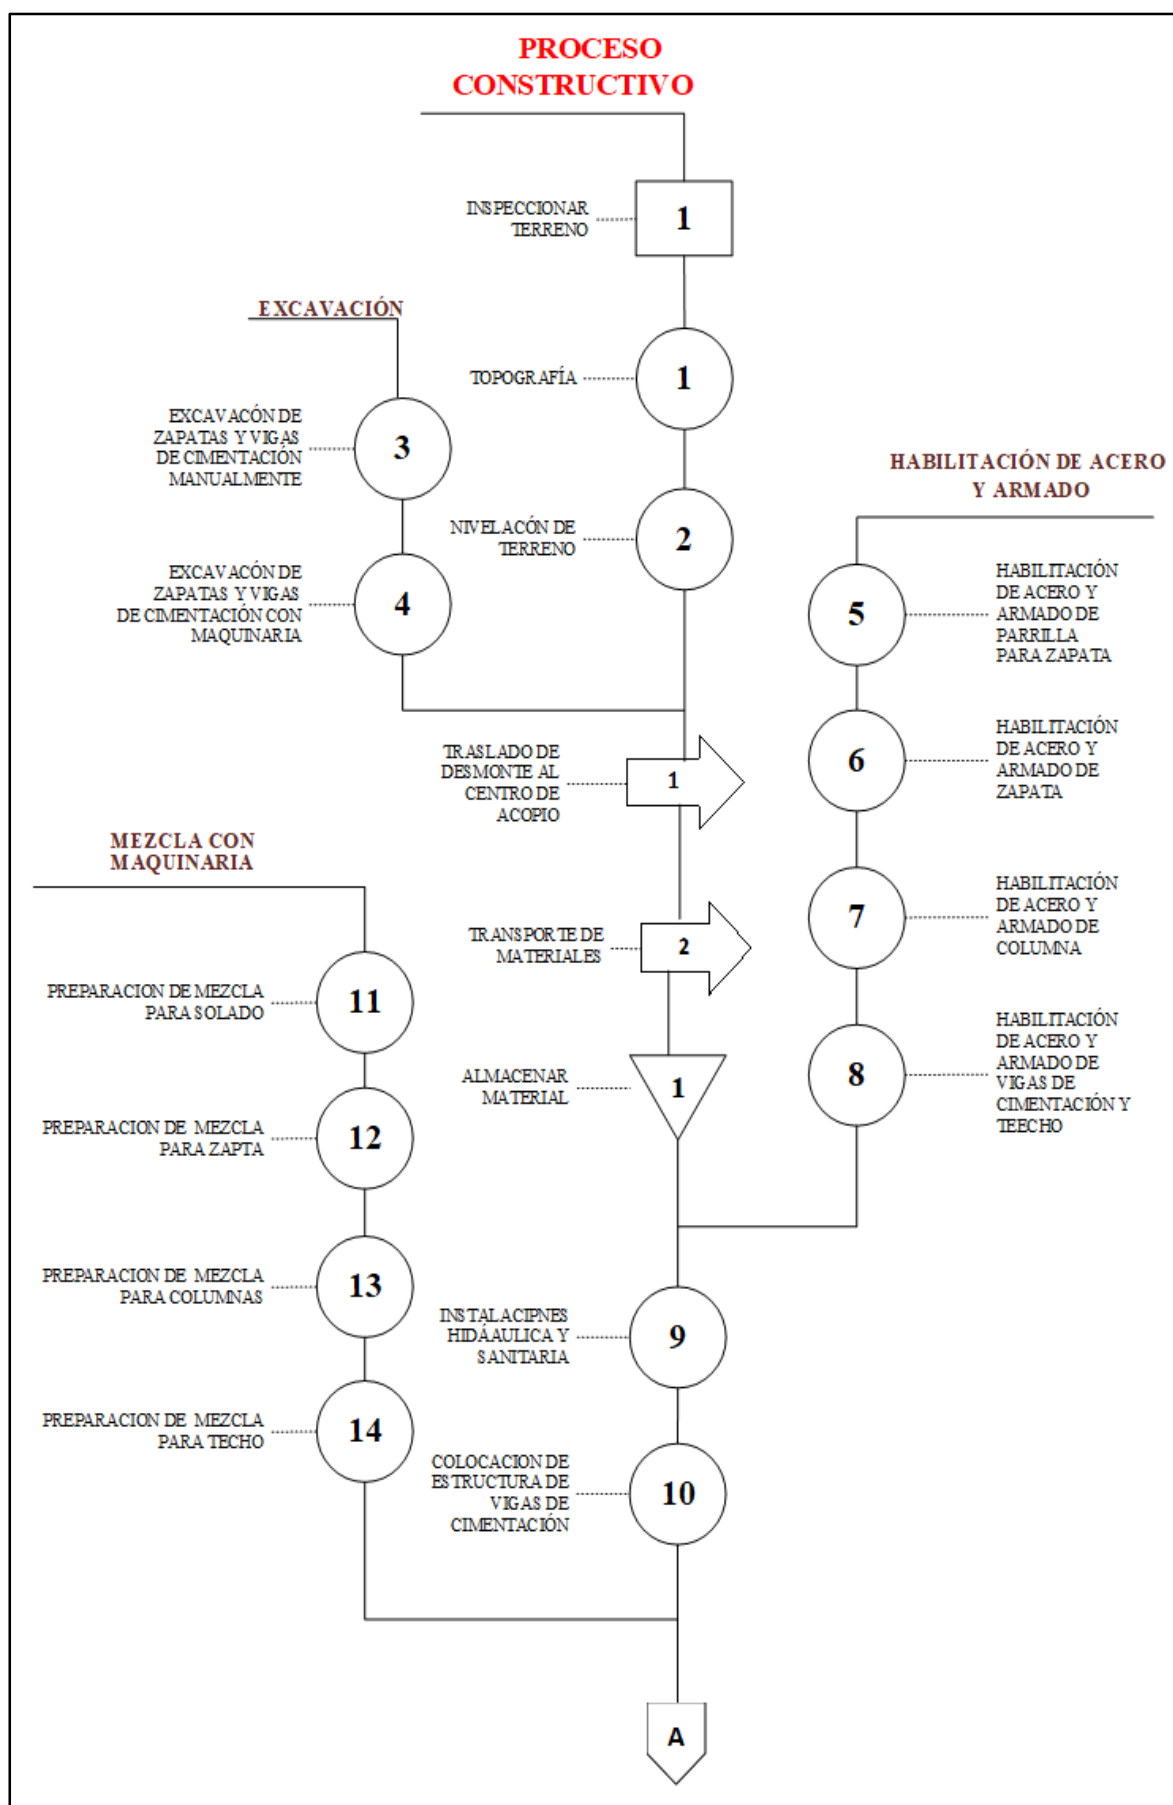 PROCESO
CONSTRUCTIVO
INSPECCIONAR
TERRENO
1
EXCAVACIÓN
TOPOGRAFÍA
1
EXCAVACÓN DE
ZAPATAS Y VIGAS
DE CIMENTACIÓN
MANUALMENTE
3
HABILITACIÓN DE ACERO
Y ARMADO
NIVELACÓN DE
TERRENO
2
EXCAVACÓN DE
ZAPATAS Y VIGAS
DE CIMENTACIÓN CON
MAQUINARIA
4
5
HABILITACIÓN
DE ACERO Y
ARMADO DE
PARRILLA
PARA ZAPATA
TRASLADO DE
DESMONTE AL
CENTRO DE
ACOPIO
1
6
HABILITACIÓN
DE ACERO Y
ARMADO DE
ZAPATA
MEZCLA CON
MAQUINARIA
TRANSPORTE DE
MATERIALES
2
7
HABILITACIÓN
DE ACERO Y
ARMADO DE
COLUMNA
PREPARACION DE MEZCLA
PARA SOLADO
11
ALMACENAR
MATERIAL
1
8
HABILITACIÓN
DE ACERO Y
ARMADO DE
VIGAS DE
CIMENTACIÓN Y
TEECHO
PREPARACION DE MEZCLA
PARA ZAPTA
12
PREPARACION DE MEZCLA
PARA COLUMNAS
13
INSTALACIPNES
HIDÁAULICA Y
SANITARIA
9
PREPARACION DE MEZCLA
PARA TECHO
14
COLOCACION DE
ESTRUCTURA DE
VIGAS DE
CIMENTACIÓN
10
A